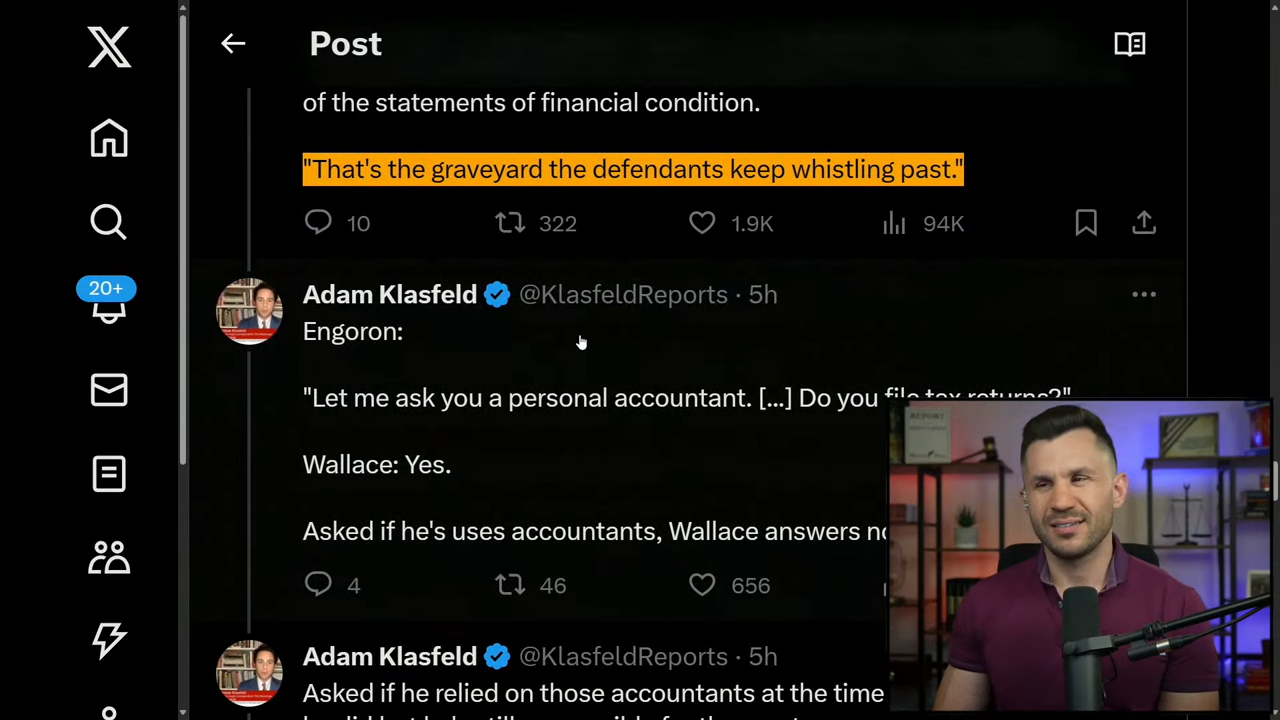 Post
of the statements of financial condition.
"That's the graveyard the defendants keep whistling past."
10 322 1.9K 94K
20+
Adam Klasfeld @KlasfeldReports · 5h
Engoron:
"Let me ask you a personal accountant. [...] Do you file tax returns?"
Wallace: Yes.
Asked if he's uses accountants, Wallace answers
4 46 656
Adam Klasfeld @KlasfeldReports · 5h
Asked if he relied on those accountants at the time